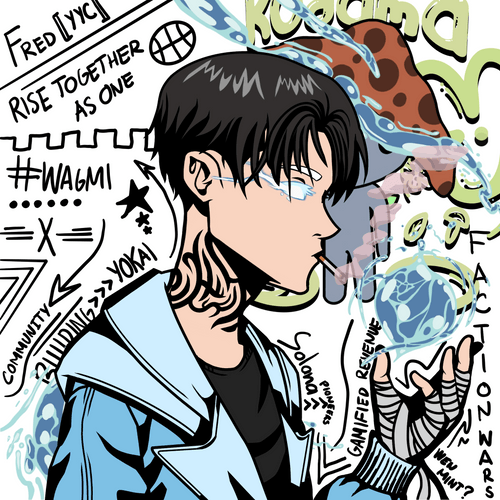 FRED [YYC]
RISE TOGETHER
AS ONE
Kodama
#WAGMI
X
YOKAI
BUILDING>>>
COMMUNITY
Solana>>
PIONEERS
GAMIFIED REVENUE
FACTION WARS
WEN
MINT?